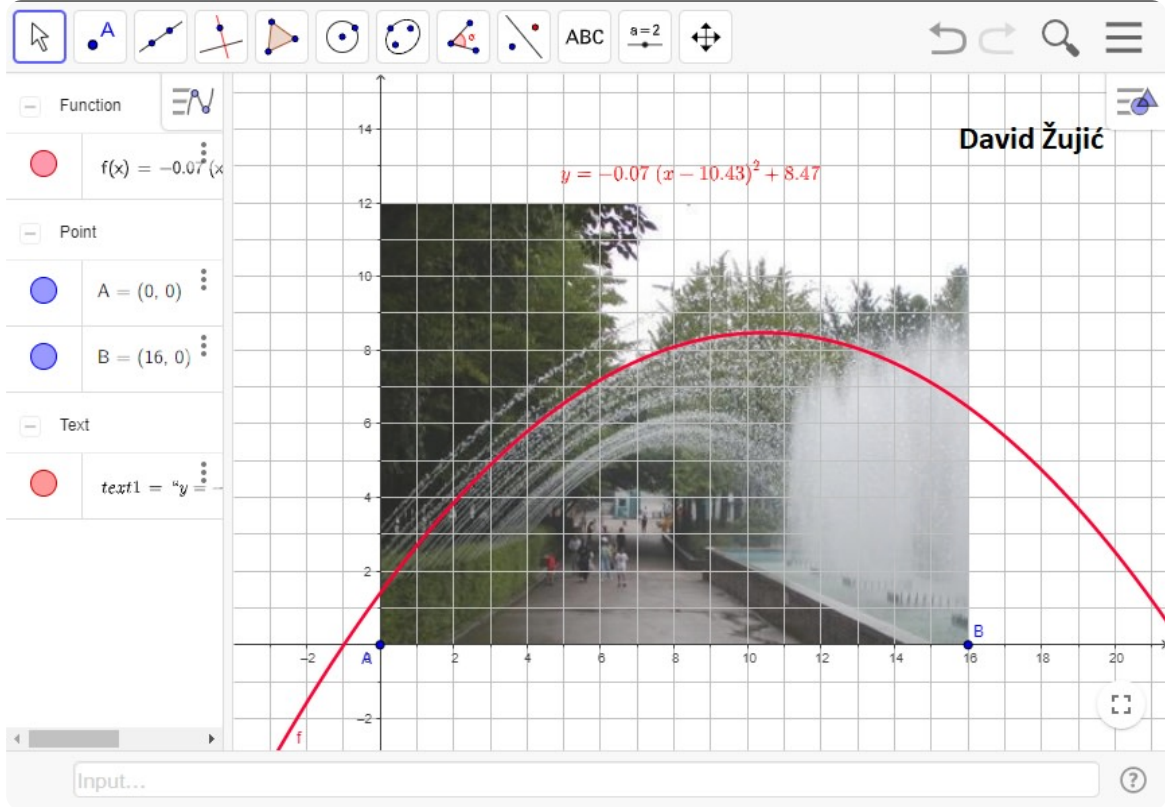 ABC
a = 2
Function
f(x) = −0.07 (x
Point
A = (0, 0)
B = (16, 0)
Text
text1 = “y = −
David Žujić
y = −0.07 (x − 10.43)² + 8.47
14
12
10
8
6
4
2
−2
−2
A
2
4
6
8
10
12
14
16
18
20
B
f
Input...